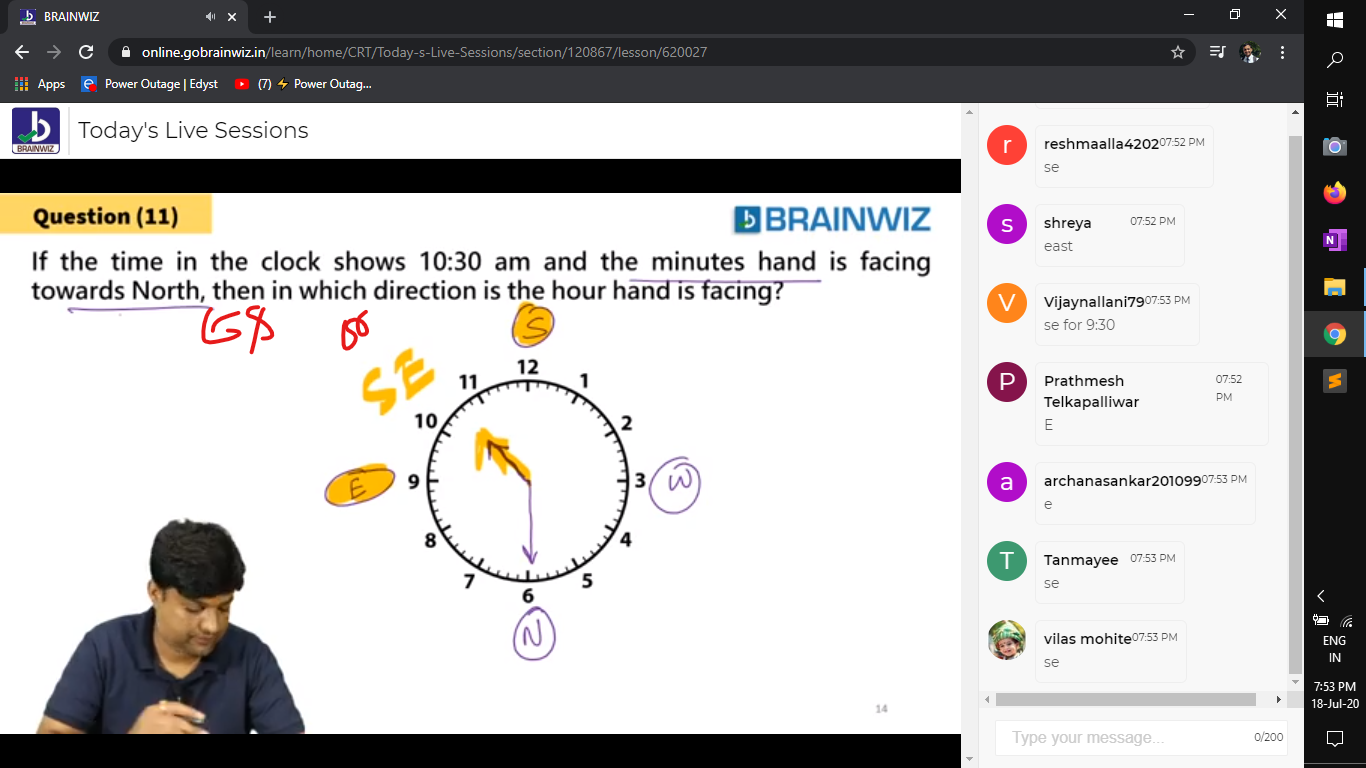 BRAINWIZ
online.gobrainwiz.in/learn/home/CRT/Today-s-Live-Sessions/section/120867/lesson/620027
Apps Power Outage | Edyst (7) ⚡ Power Outag...
BRAINWIZ
Today's Live Sessions
Question (11)
BRAINWIZ
If the time in the clock shows 10:30 am and the minutes hand is facing
towards North, then in which direction is the hour hand is facing?
S
SE
12
11 1
10 2
E 9 3 W
8 4
7 5
6
N
14
r reshmaalla4202 07:52 PM
se
s shreya 07:52 PM
east
V Vijaynallani79 07:53 PM
se for 9:30
P Prathmesh 07:52
Telkapalliwar PM
E
a archanasankar201099 07:53 PM
e
T Tanmayee 07:53 PM
se
vilas mohite 07:53 PM
se
Type your message... 0/200
ENG
IN
7:53 PM
18-Jul-20